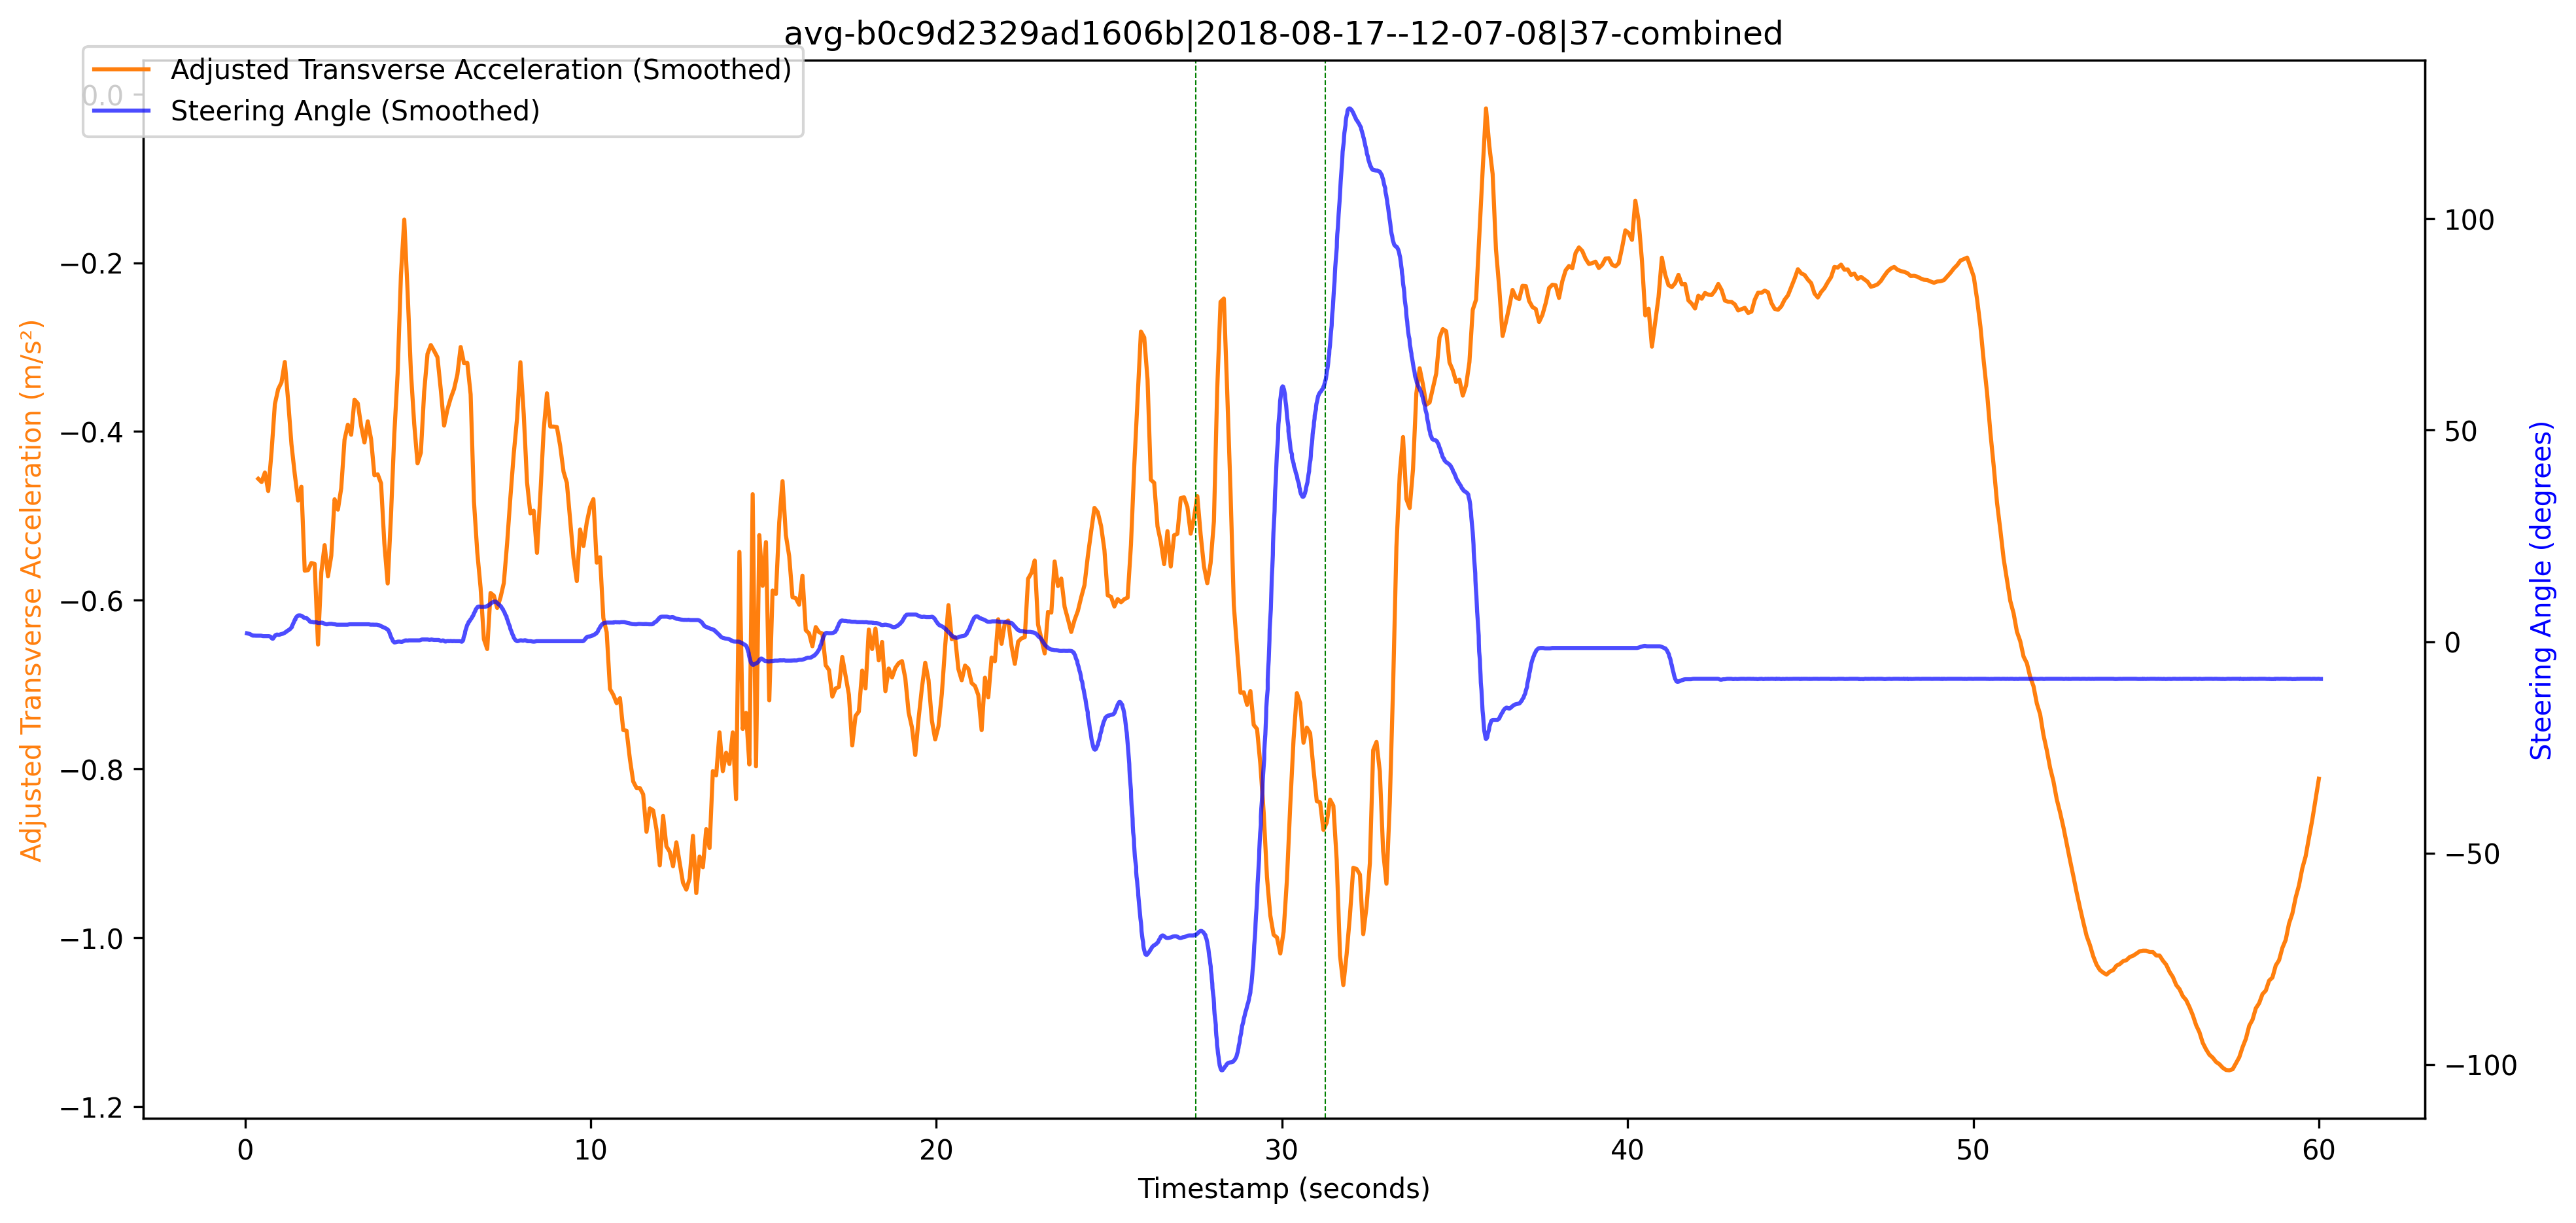 avg-b0c9d2329ad1606b|2018-08-17--12-07-08|37-combined
Adjusted Transverse Acceleration (Smoothed)
Steering Angle (Smoothed)
0.0
−0.2
−0.4
−0.6
−0.8
−1.0
−1.2
Adjusted Transverse Acceleration (m/s²)
100
50
0
−50
−100
Steering Angle (degrees)
0 10 20 30 40 50 60
Timestamp (seconds)